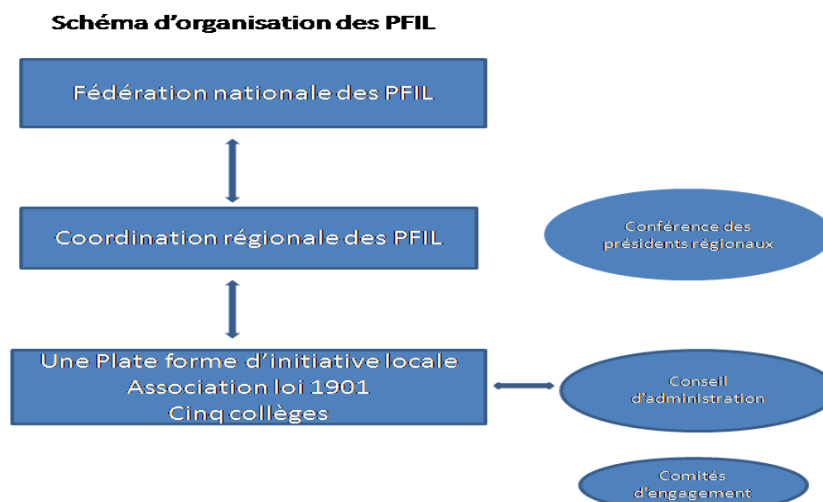 Schéma d'organisation des PFIL
Fédération nationale des PFIL
Coordination régionale des PFIL
Conférence des
présidents régionaux
Une Plate forme d'initiative locale
Association loi 1901
Cinq collèges
Conseil
d'administration
Comités
d'engagement